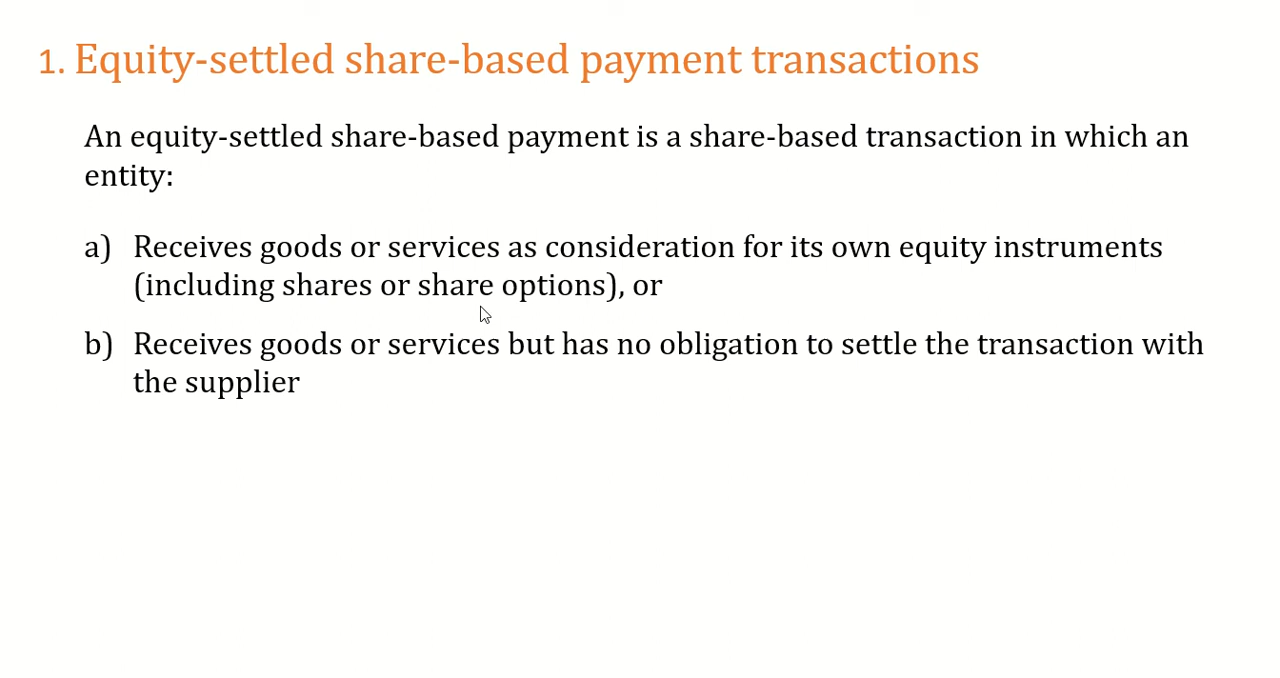 1. Equity-settled share-based payment transactions
An equity-settled share-based payment is a share-based transaction in which an
entity:
a) Receives goods or services as consideration for its own equity instruments
(including shares or share options), or
b) Receives goods or services but has no obligation to settle the transaction with
the supplier